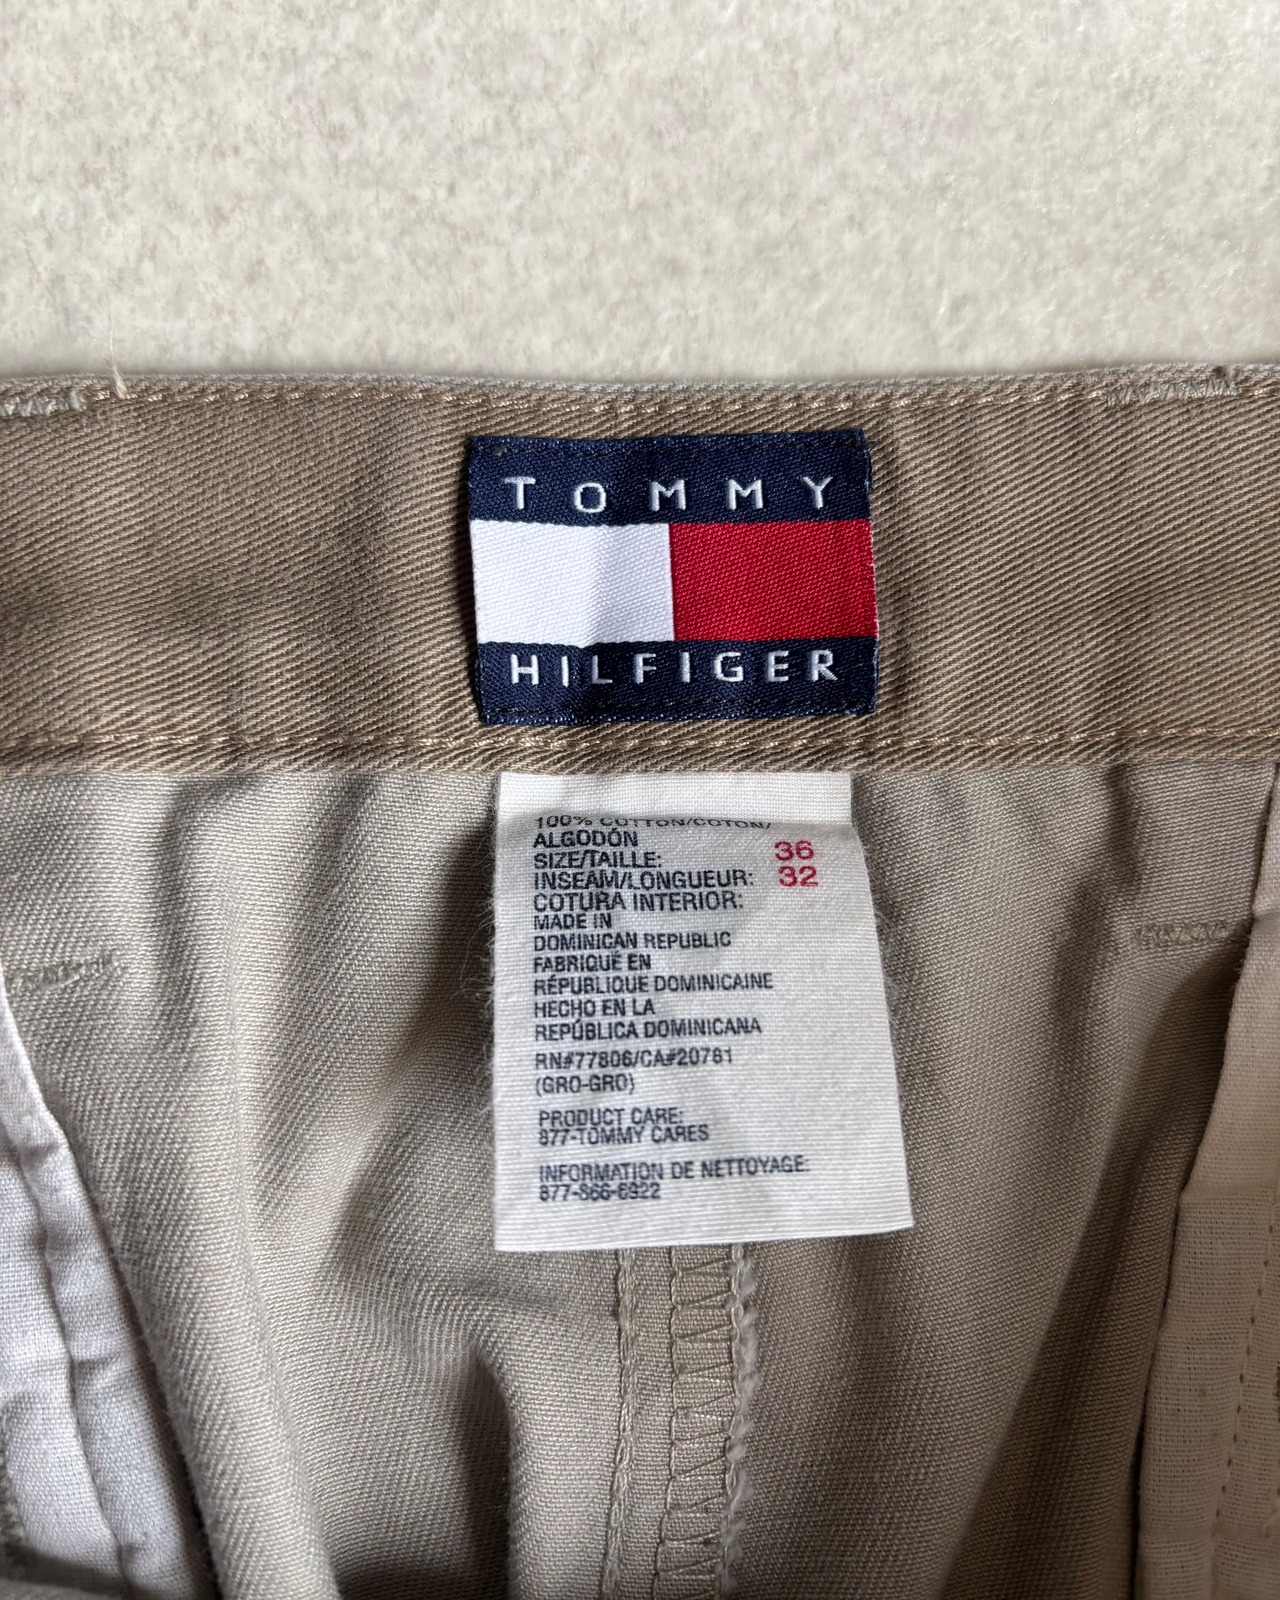 TOMMY
HILFIGER
100% COTTON/COTON/
ALGODÓN
SIZE/TAILLE: 36
INSEAM/LONGUEUR: 32
COTURA INTERIOR:
MADE IN
DOMINICAN REPUBLIC
FABRIQUÉ EN
RÉPUBLIQUE DOMINICAINE
HECHO EN LA
REPÚBLICA DOMINICANA
RN#77806/CA#20781
(GRO-GRO)
PRODUCT CARE:
877-TOMMY CARES
INFORMATION DE NETTOYAGE:
877-866-6922